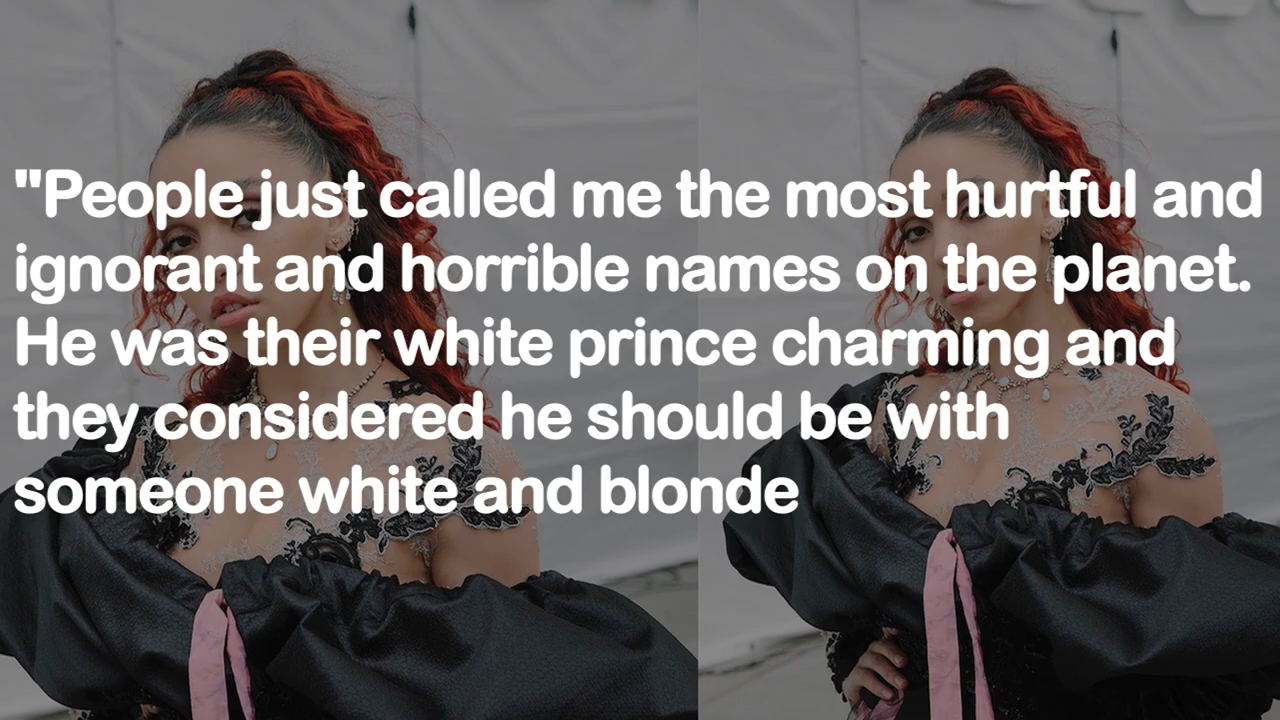 "People just called me the most hurtful and
ignorant and horrible names on the planet.
He was their white prince charming and
they considered he should be with
someone white and blonde